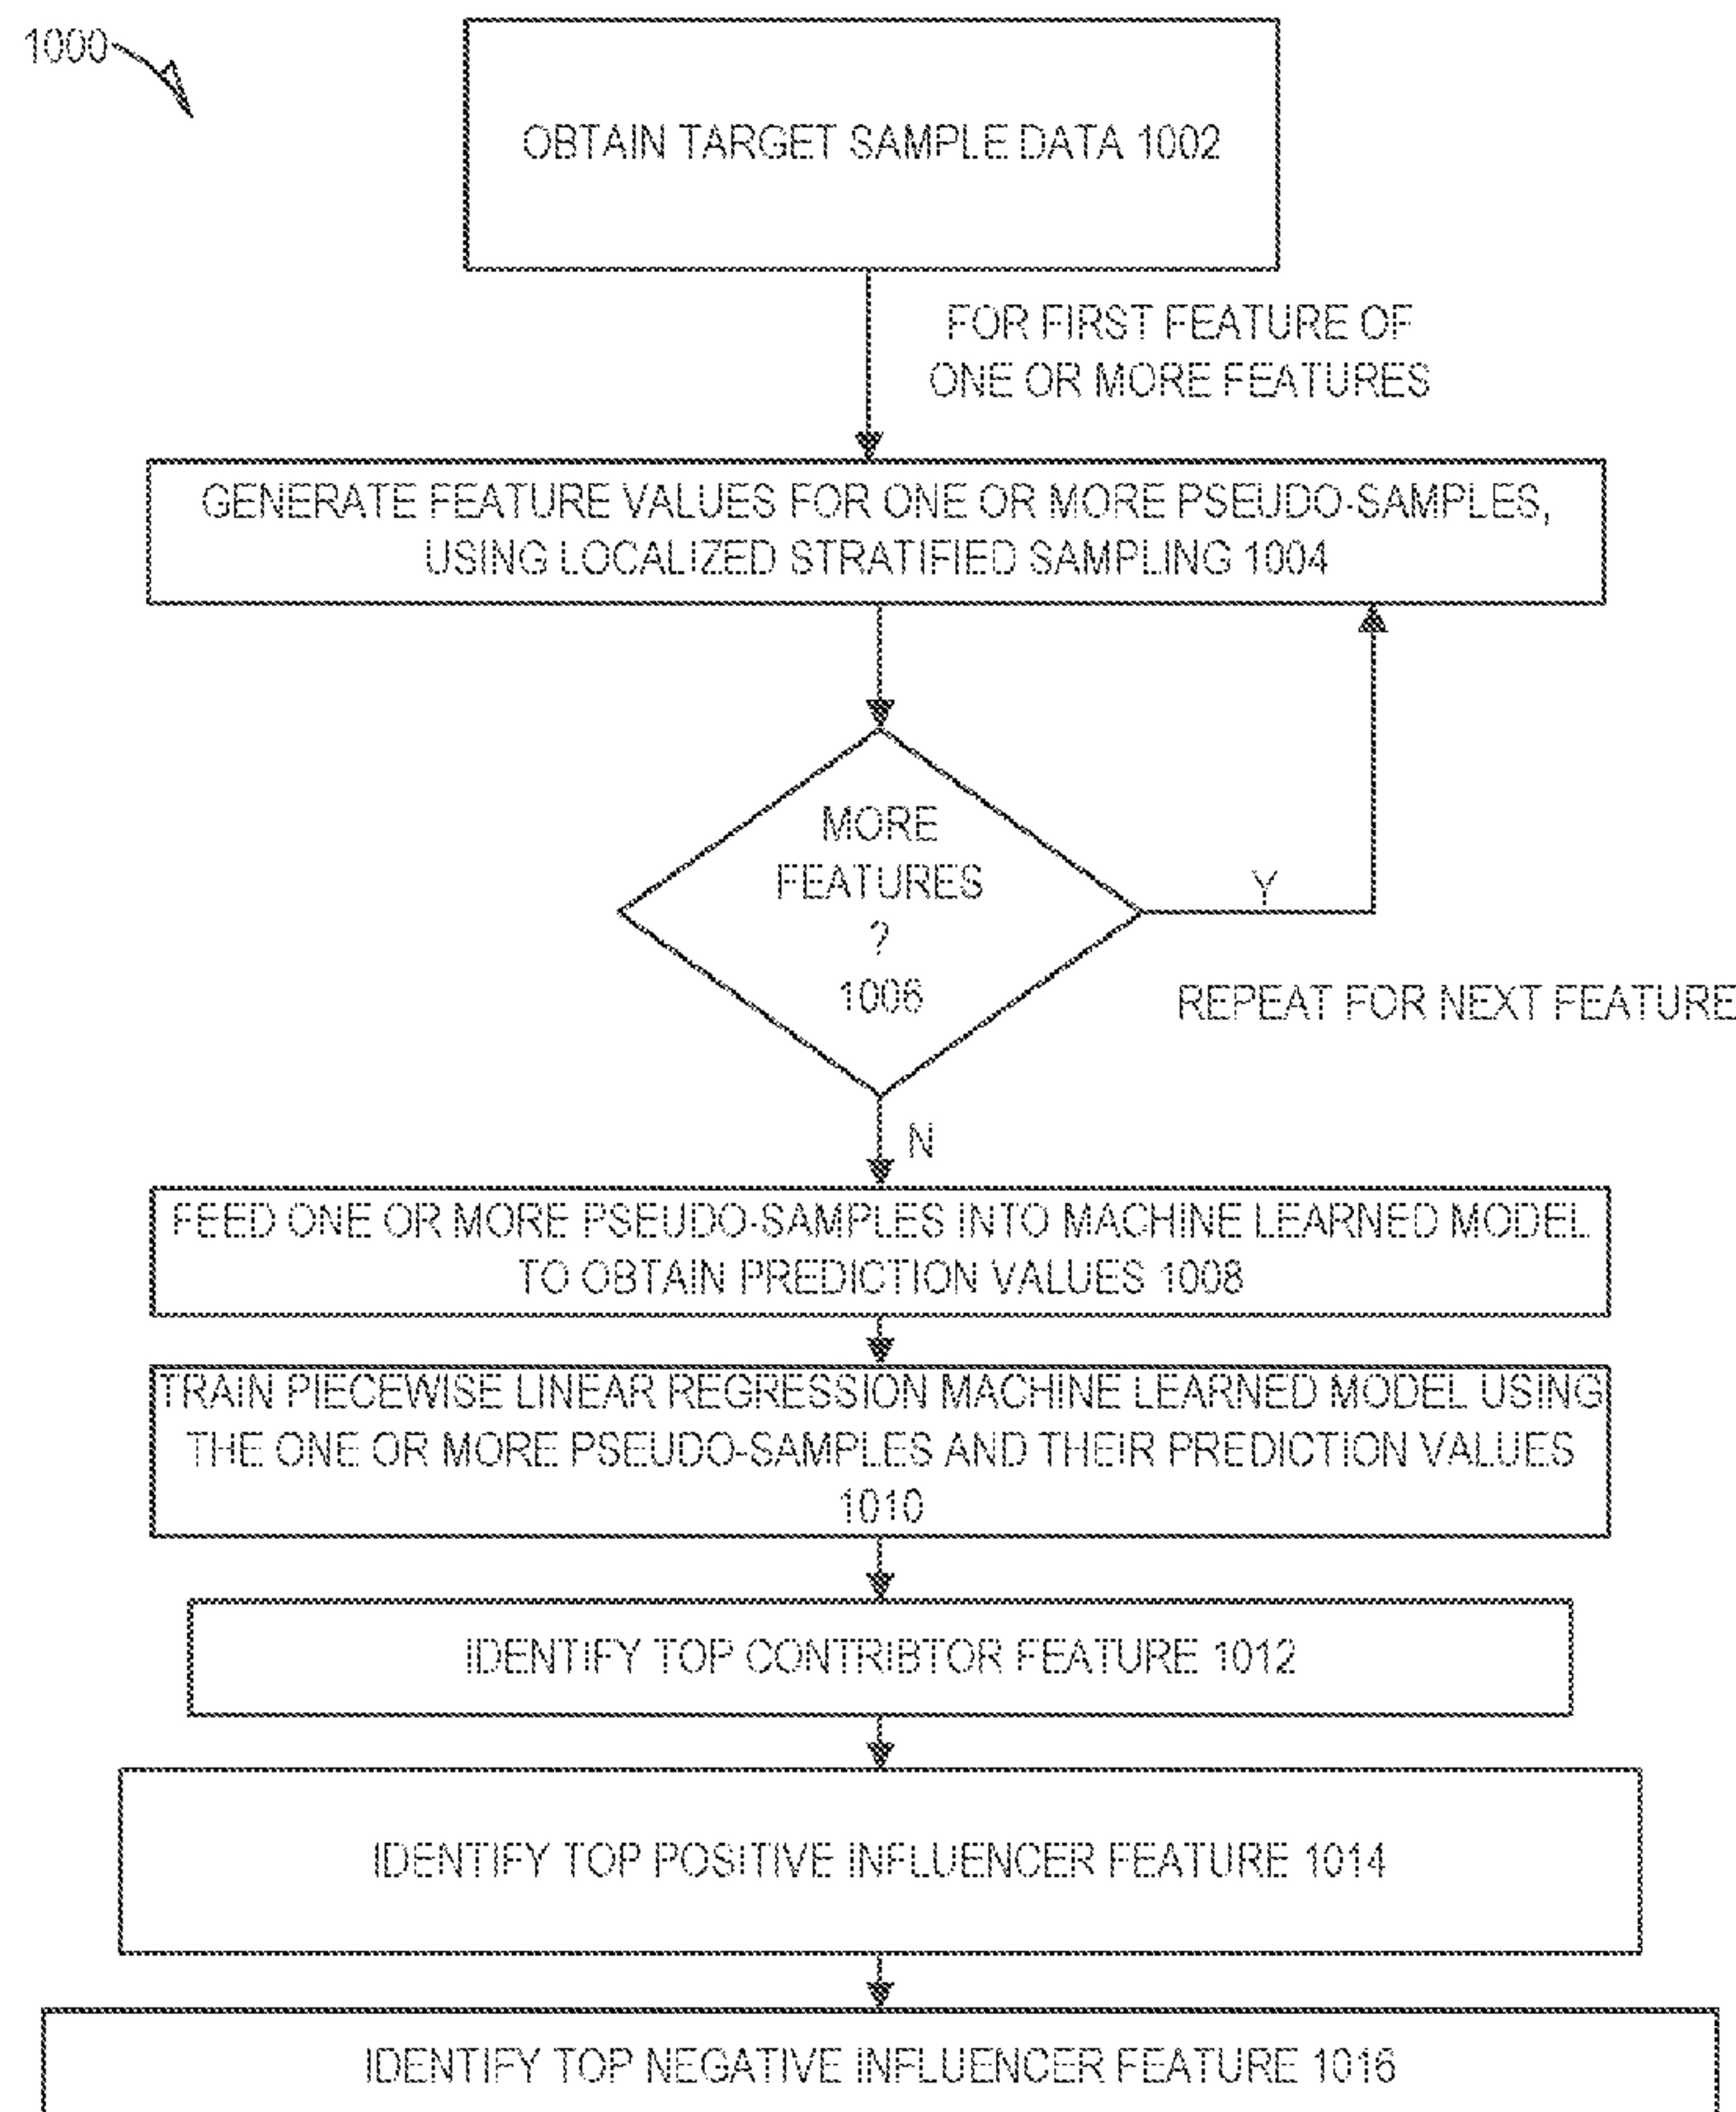 1000
OBTAIN TARGET SAMPLE DATA 1002
FOR FIRST FEATURE OF
ONE OR MORE FEATURES
GENERATE FEATURE VALUES FOR ONE OR MORE PSEUDO-SAMPLES,
USING LOCALIZED STRATIFIED SAMPLING 1004
MORE
FEATURES
?
1006
Y
REPEAT FOR NEXT FEATURE
N
FEED ONE OR MORE PSEUDO-SAMPLES INTO MACHINE LEARNED MODEL
TO OBTAIN PREDICTION VALUES 1008
TRAIN PIECEWISE LINEAR REGRESSION MACHINE LEARNED MODEL USING
THE ONE OR MORE PSEUDO-SAMPLES AND THEIR PREDICTION VALUES
1010
IDENTIFY TOP CONTRIBTOR FEATURE 1012
IDENTIFY TOP POSITIVE INFLUENCER FEATURE 1014
IDENTIFY TOP NEGATIVE INFLUENCER FEATURE 1016